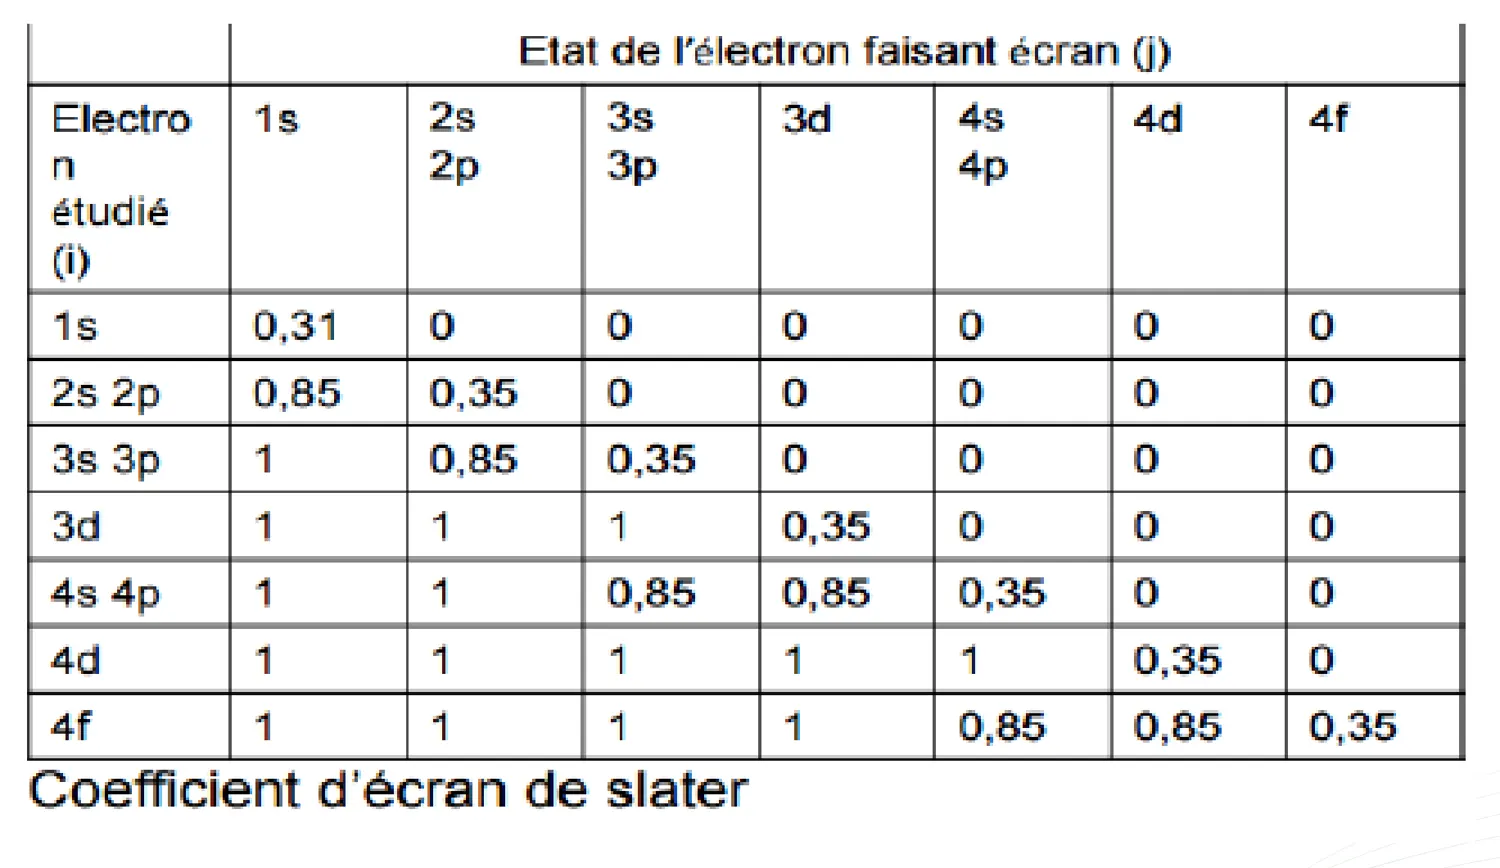 Etat de l'électron faisant écran (j)
Electro
n
étudié
(i)
1s
2s
2p
3s
3p
3d
4s
4p
4d
4f
1s 0,31 0 0 0 0 0 0
2s 2p 0,85 0,35 0 0 0 0 0
3s 3p 1 0,85 0,35 0 0 0 0
3d 1 1 1 0,35 0 0 0
4s 4p 1 1 0,85 0,85 0,35 0 0
4d 1 1 1 1 1 0,35 0
4f 1 1 1 1 0,85 0,85 0,35
Coefficient d'écran de slater